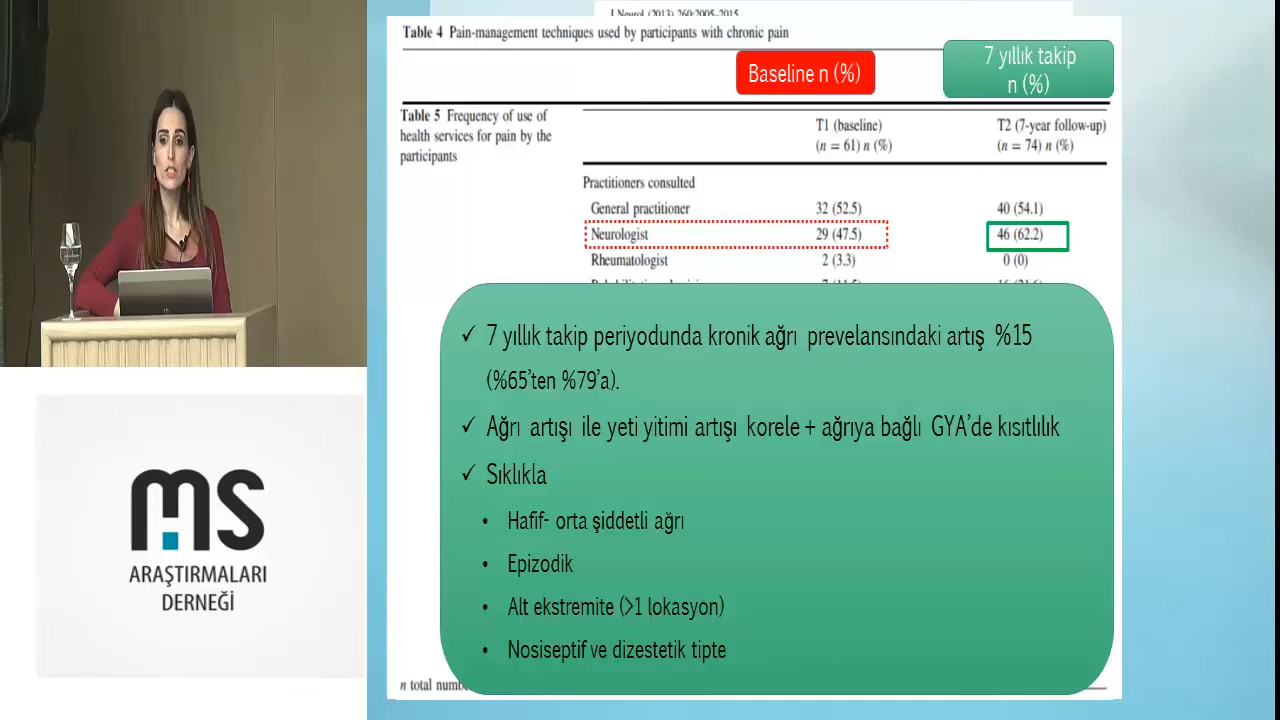 J Neurol (2013) 260:2005–2015
Table 4 Pain-management techniques used by participants with chronic pain
Baseline n (%)
7 yıllık takip
n (%)
Table 5 Frequency of use of
health services for pain by the
participants
T1 (baseline)
(n = 61) n (%)
T2 (7-year follow-up)
(n = 74) n (%)
Practitioners consulted
General practitioner 32 (52.5) 40 (54.1)
Neurologist 29 (47.5) 46 (62.2)
Rheumatologist 2 (3.3) 0 (0)
✓ 7 yıllık takip periyodunda kronik ağrı prevelansındaki artış %15
(%65’ten %79’a).
✓ Ağrı artışı ile yeti yitimi artışı korele + ağrıya bağlı GYA’de kısıtlılık
✓ Sıklıkla
• Hafif- orta şiddetli ağrı
• Epizodik
• Alt ekstremite (>1 lokasyon)
• Nosiseptif ve dizestetik tipte
n total
ms
ARAŞTIRMALARI
DERNEĞİ